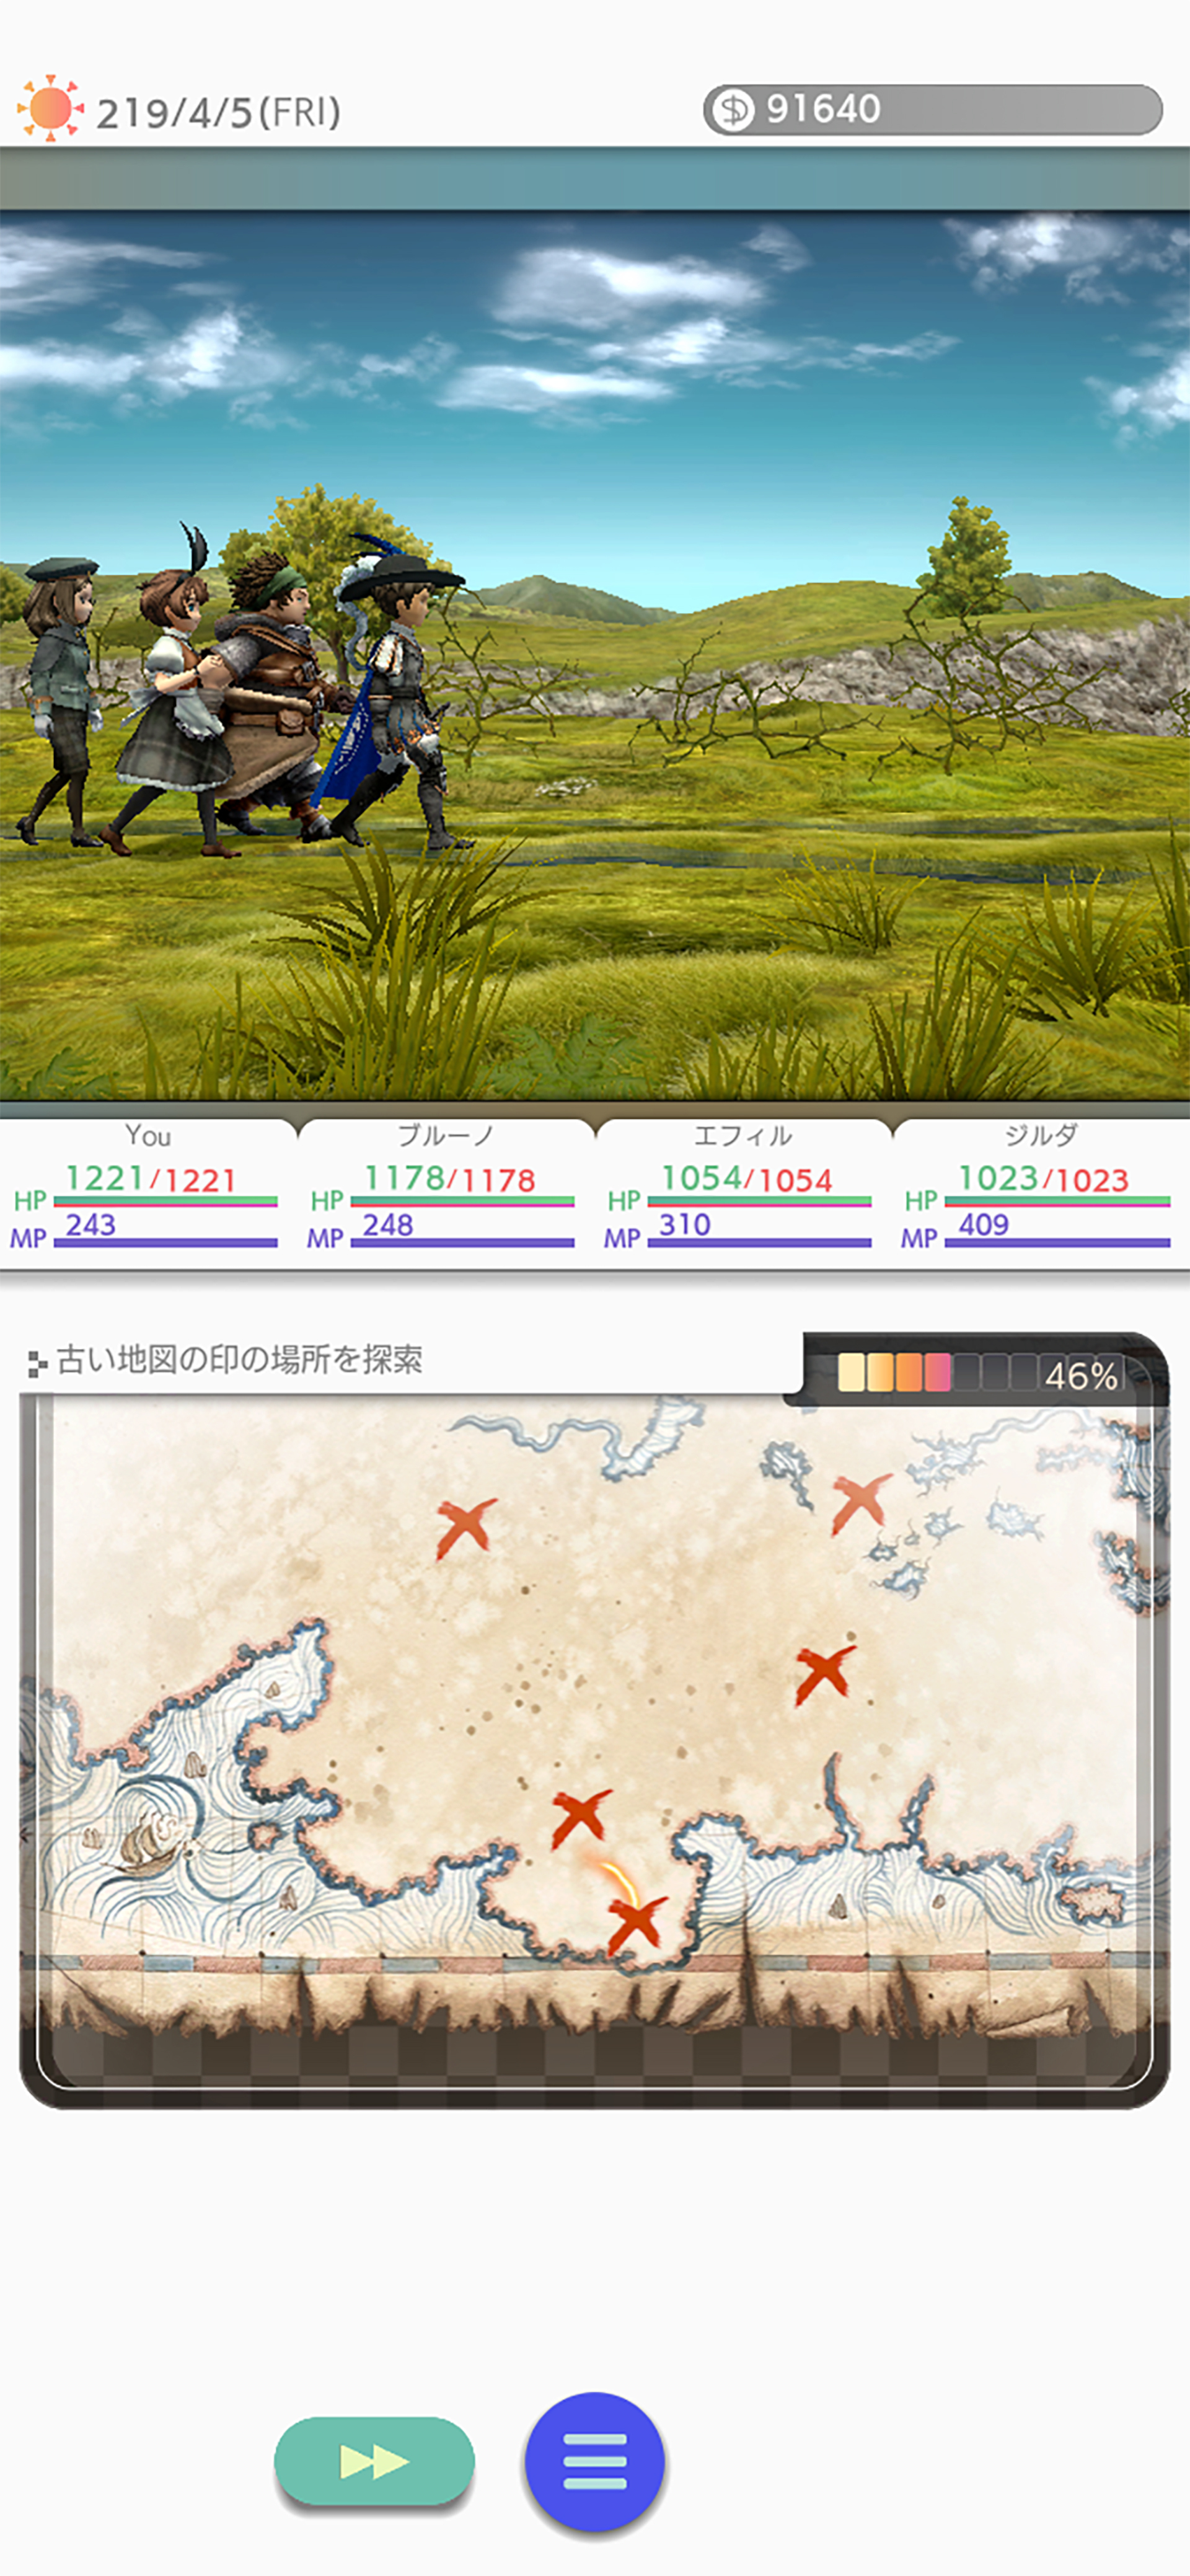 219/4/5(FRI)
$ 91640
You
1221/1221
HP
243
MP
ブルーノ
1178/1178
HP
248
MP
エフィル
1054/1054
HP
310
MP
ジルダ
1023/1023
HP
409
MP
古い地図の印の場所を探索
46%